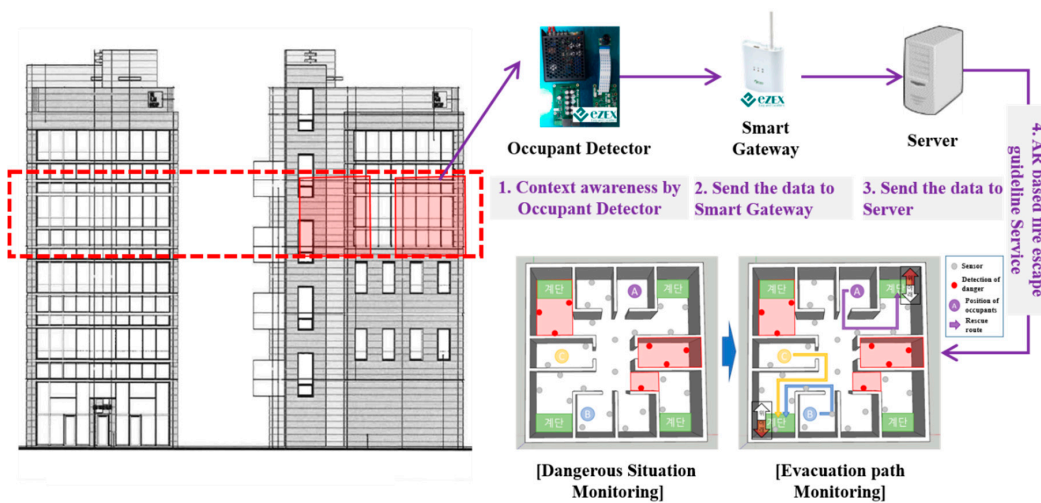 eZEX
eZEX
Occupant Detector
Smart
Gateway
Server
1. Context awareness by
Occupant Detector
2. Send the data to
Smart Gateway
3. Send the data to
Server
4. AR based fire escape
guideline Service
계단
A
계단
C
B
계단
계단
계단
A
계단
C
B
계단
계단
Sensor
Detection of
danger
A
Position of
occupants
Rescue
route
[Dangerous Situation
Monitoring]
[Evacuation path
Monitoring]